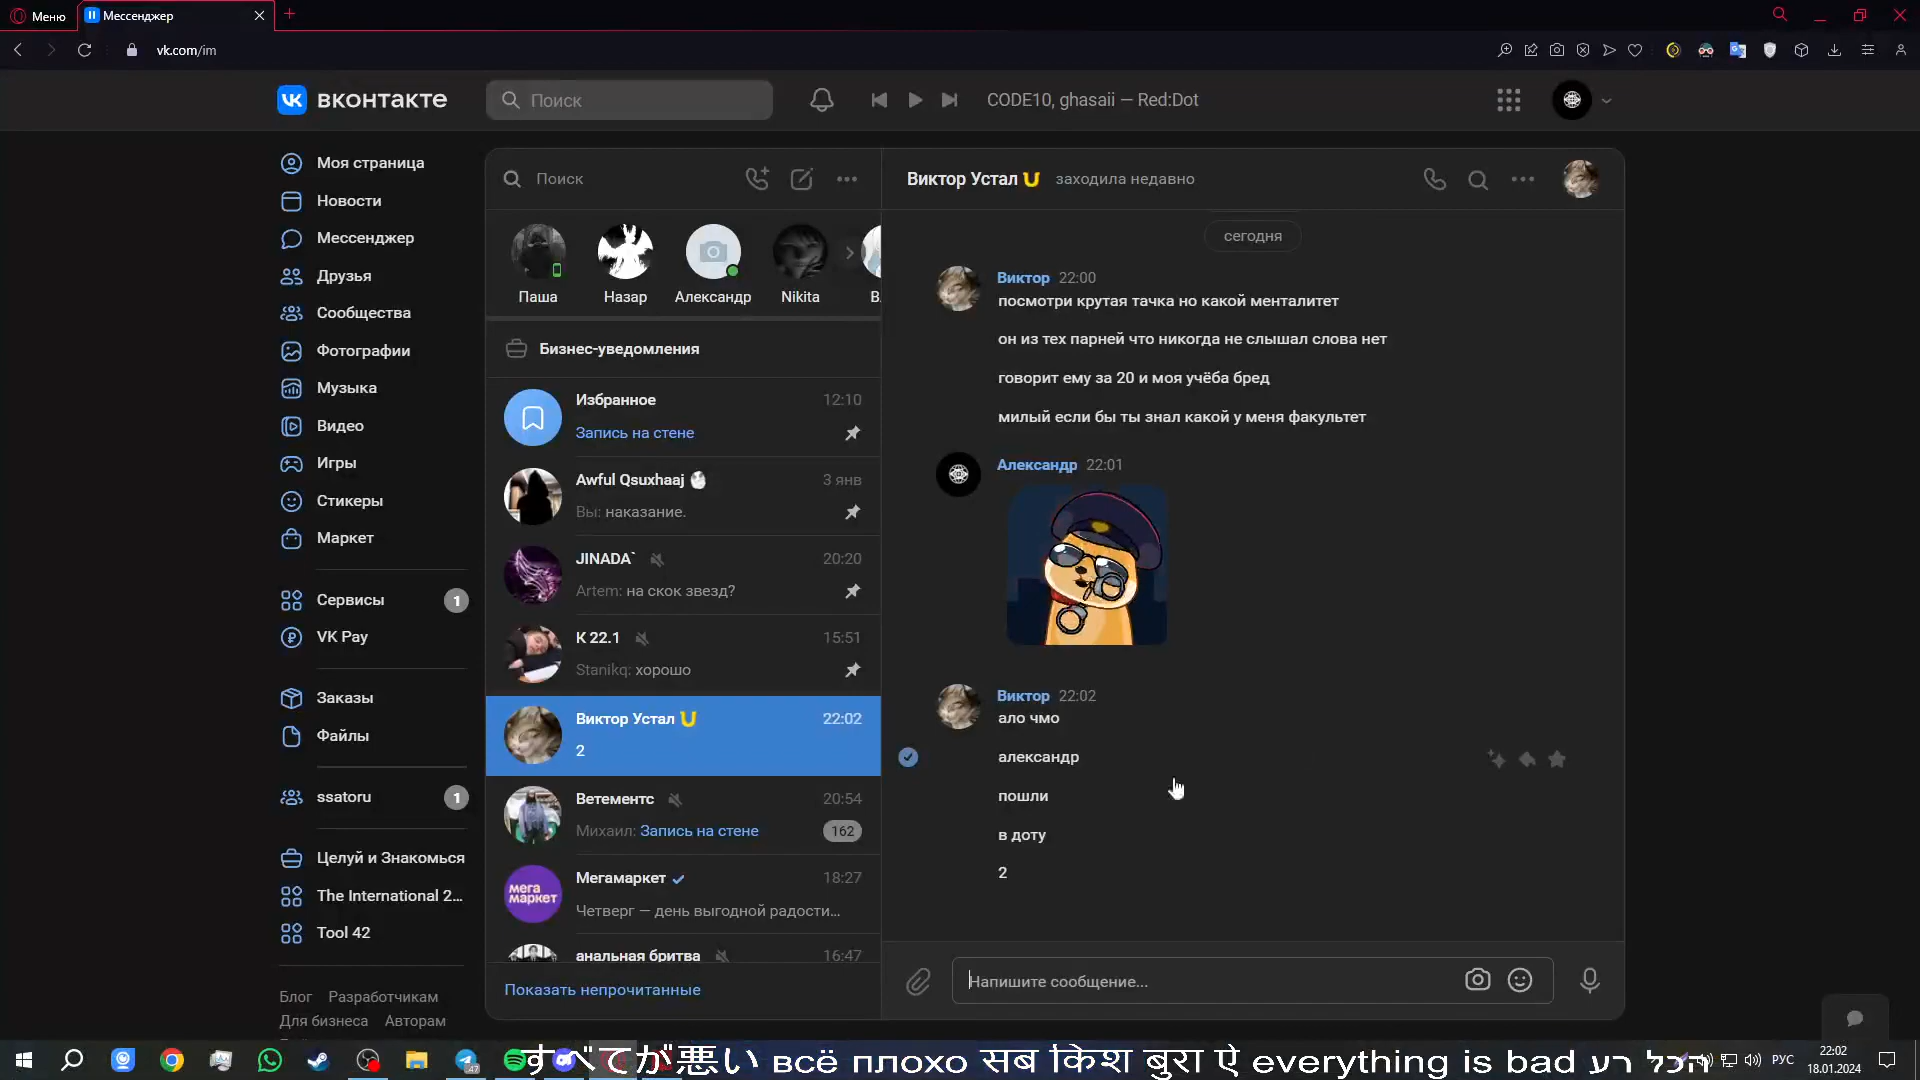 Меню
Мессенджер
vk.com/im
вконтакте
Поиск
CODE10, ghasaii — Red:Dot
Моя страница
Новости
Мессенджер
Друзья
Сообщества
Фотографии
Музыка
Видео
Игры
Стикеры
Маркет
Сервисы
1
VK Pay
Заказы
Файлы
ssatoru
1
Целуй и Знакомься
The International 2...
Tool 42
Блог Разработчикам
Для бизнеса Авторам
Поиск
Паша
Назар
Александр
Nikita
Бизнес-уведомления
Избранное 12:10
Запись на стене
Awful Qsuxhaaj 3 янв
Вы: наказание.
JINADA` 20:20
Artem: на скок звезд?
К 22.1 15:51
Stanikq: хорошо
Виктор Устал 22:02
2
Ветементс 20:54
Михаил: Запись на стене 162
Мегамаркет 18:27
Четверг — день выгодной радости...
мега
маркет
анальная бритва 16:47
Показать непрочитанные
Виктор Устал заходила недавно
сегодня
Виктор 22:00
посмотри крутая тачка но какой менталитет
он из тех парней что никогда не слышал слова нет
говорит ему за 20 и моя учёба бред
милый если бы ты знал какой у меня факультет
Александр 22:01
Виктор 22:02
ало чмо
александр
пошли
в доту
2
Напишите сообщение...
すべてが悪い всё плохо सब किश बुरा ऐ everything is bad הכל רע
РУС
22:02
18.01.2024